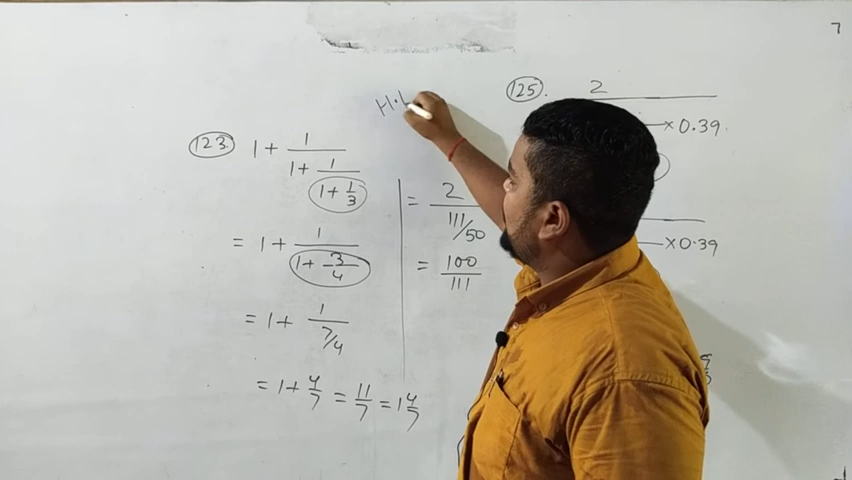 7
H.
(123.) 1 + 1/(1 + 1/(1 + 1/3))
= 1 + 1/(1 + 3/4)
= 1 + 1/(7/4)
= 1 + 4/7 = 11/7 = 1 4/7
= 2/(111/50)
= 100/111
(125). 2
× 0.39.
× 0.39